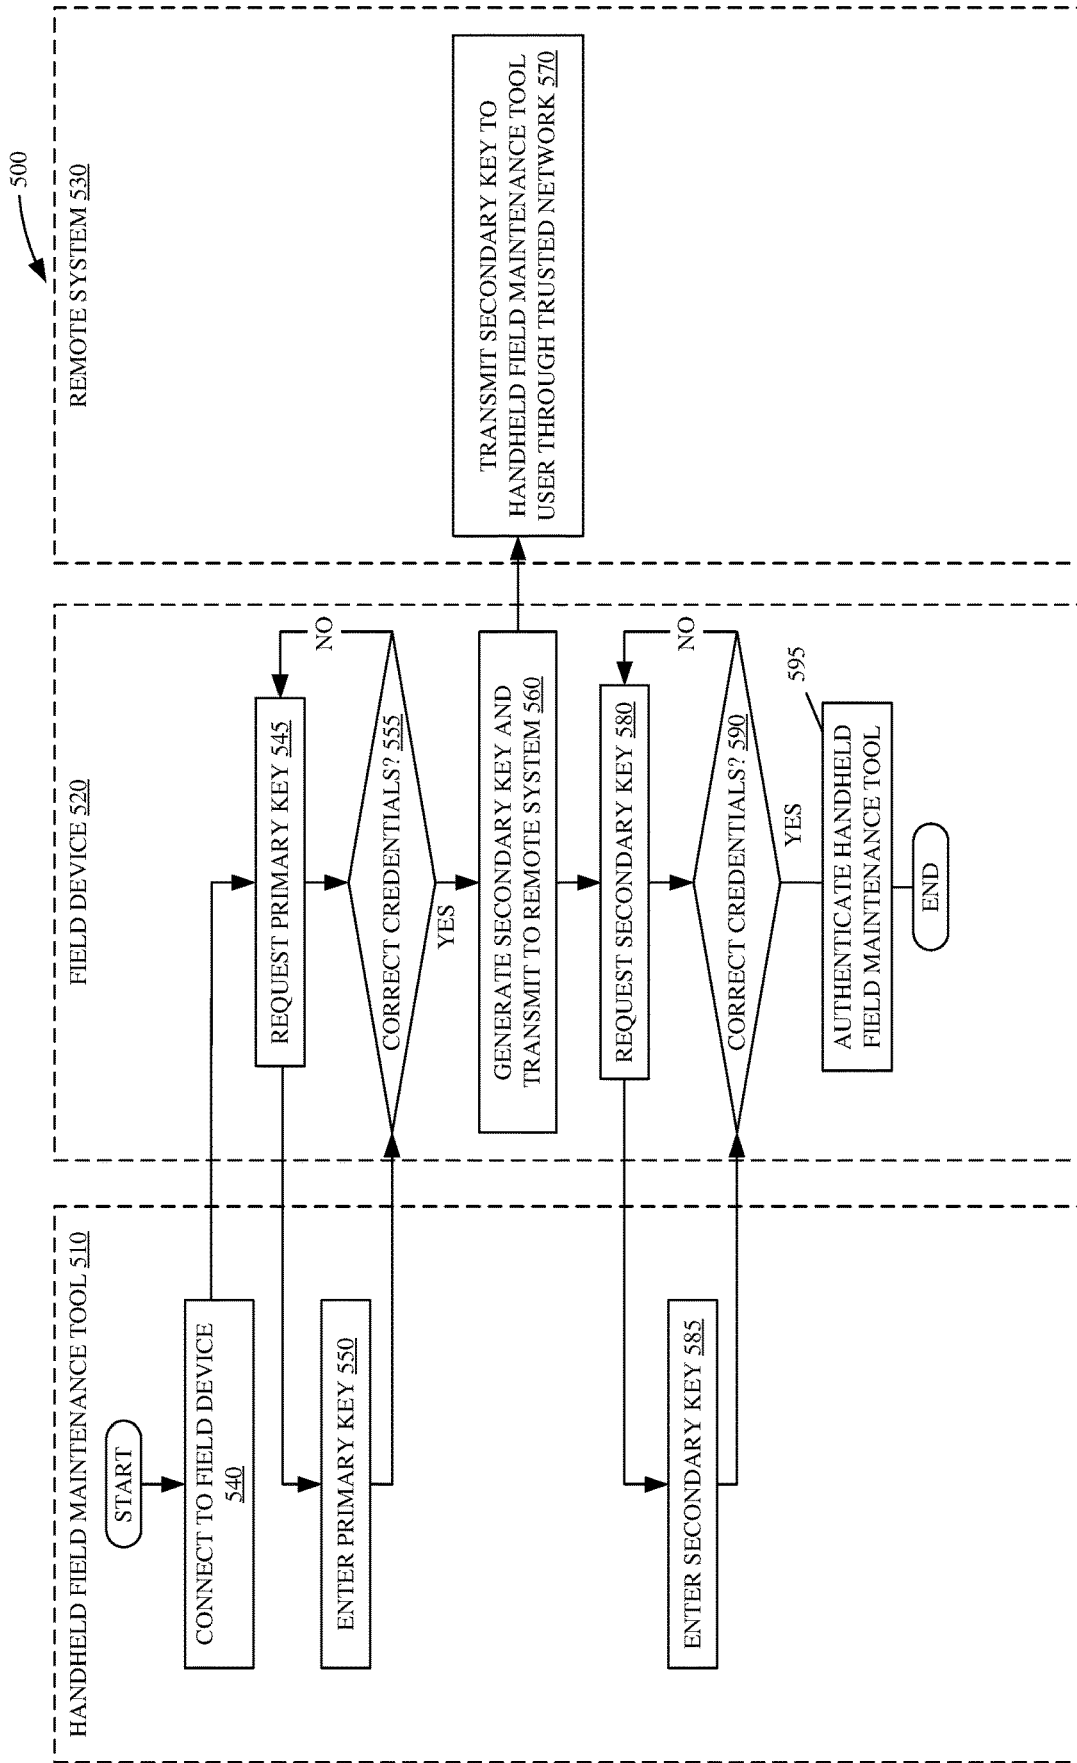 500
HANDHELD FIELD MAINTENANCE TOOL 510
START
CONNECT TO FIELD DEVICE
540
ENTER PRIMARY KEY 550
ENTER SECONDARY KEY 585
FIELD DEVICE 520
REQUEST PRIMARY KEY 545
NO
CORRECT CREDENTIALS? 555
YES
GENERATE SECONDARY KEY AND
TRANSMIT TO REMOTE SYSTEM 560
REQUEST SECONDARY KEY 580
NO
CORRECT CREDENTIALS? 590
YES
595
AUTHENTICATE HANDHELD
FIELD MAINTENANCE TOOL
END
REMOTE SYSTEM 530
TRANSMIT SECONDARY KEY TO
HANDHELD FIELD MAINTENANCE TOOL
USER THROUGH TRUSTED NETWORK 570